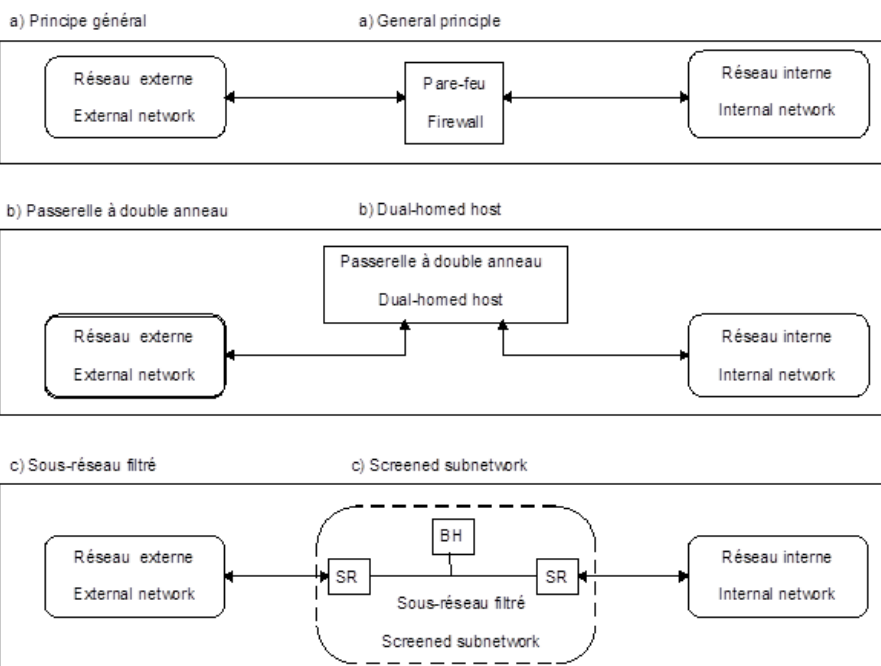 a) Principe général
a) General principle
Réseau externe
External network
Pare-feu
Firewall
Réseau interne
Internal network
b) Passerelle à double anneau
b) Dual-homed host
Passerelle à double anneau
Dual-homed host
Réseau externe
External network
Réseau interne
Internal network
c) Sous-réseau filtré
c) Screened subnetwork
Réseau externe
External network
SR
BH
SR
Sous-réseau filtré
Screened subnetwork
Réseau interne
Internal network